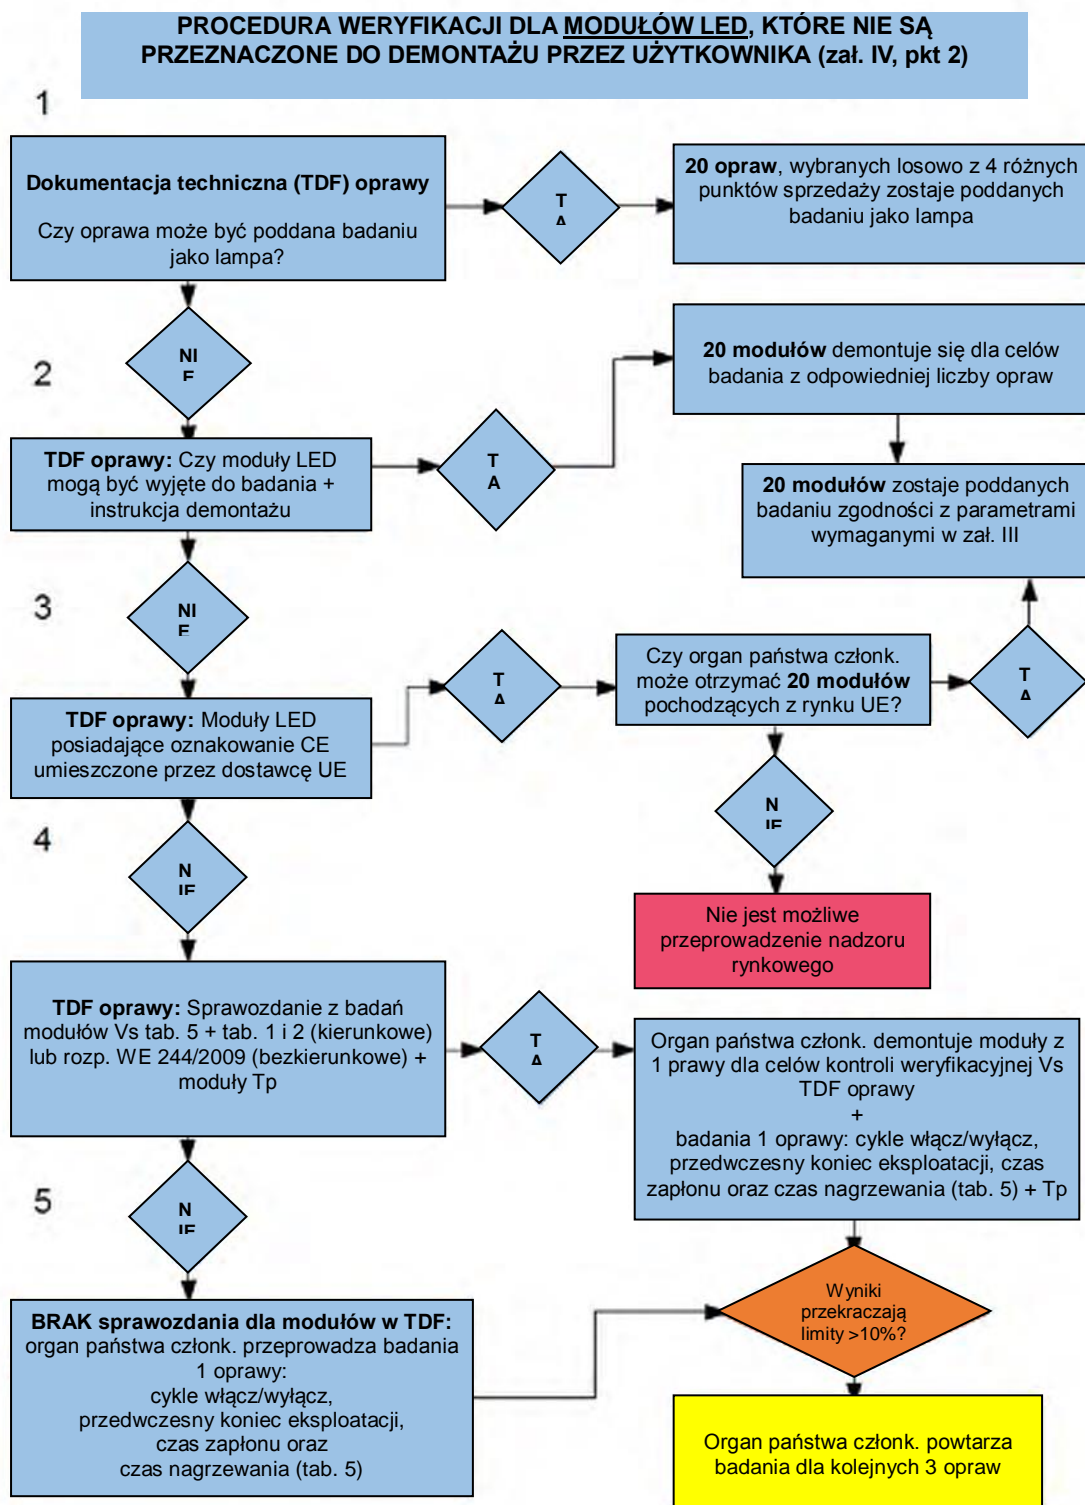 PROCEDURA WERYFIKACJI DLA MODUŁÓW LED, KTÓRE NIE SĄ
PRZEZNACZONE DO DEMONTAŻU PRZEZ UŻYTKOWNIKA (zał. IV, pkt 2)
1
Dokumentacja techniczna (TDF) oprawy
Czy oprawa może być poddana badaniu
jako lampa?
T
A
20 opraw, wybranych losowo z 4 różnych
punktów sprzedaży zostaje poddanych
badaniu jako lampa
NI
E
2
20 modułów demontuje się dla celów
badania z odpowiedniej liczby opraw
TDF oprawy: Czy moduły LED
mogą być wyjęte do badania +
instrukcja demontażu
T
A
20 modułów zostaje poddanych
badaniu zgodności z parametrami
wymaganymi w zał. III
NI
E
3
TDF oprawy: Moduły LED
posiadające oznakowanie CE
umieszczone przez dostawcę UE
T
A
Czy organ państwa członk.
może otrzymać 20 modułów
pochodzących z rynku UE?
T
A
N
IE
4
N
IE
Nie jest możliwe
przeprowadzenie nadzoru
rynkowego
TDF oprawy: Sprawozdanie z badań
modułów Vs tab. 5 + tab. 1 i 2 (kierunkowe)
lub rozp. WE 244/2009 (bezkierunkowe) +
moduły Tp
T
A
Organ państwa członk. demontuje moduły z
1 prawy dla celów kontroli weryfikacyjnej Vs
TDF oprawy
+
badania 1 oprawy: cykle włącz/wyłącz,
przedwczesny koniec eksploatacji, czas
zapłonu oraz czas nagrzewania (tab. 5) + Tp
N
IE
5
BRAK sprawozdania dla modułów w TDF:
organ państwa członk. przeprowadza badania
1 oprawy:
cykle włącz/wyłącz,
przedwczesny koniec eksploatacji,
czas zapłonu oraz
czas nagrzewania (tab. 5)
Wyniki
przekraczają
limity >10%?
Organ państwa członk. powtarza
badania dla kolejnych 3 opraw